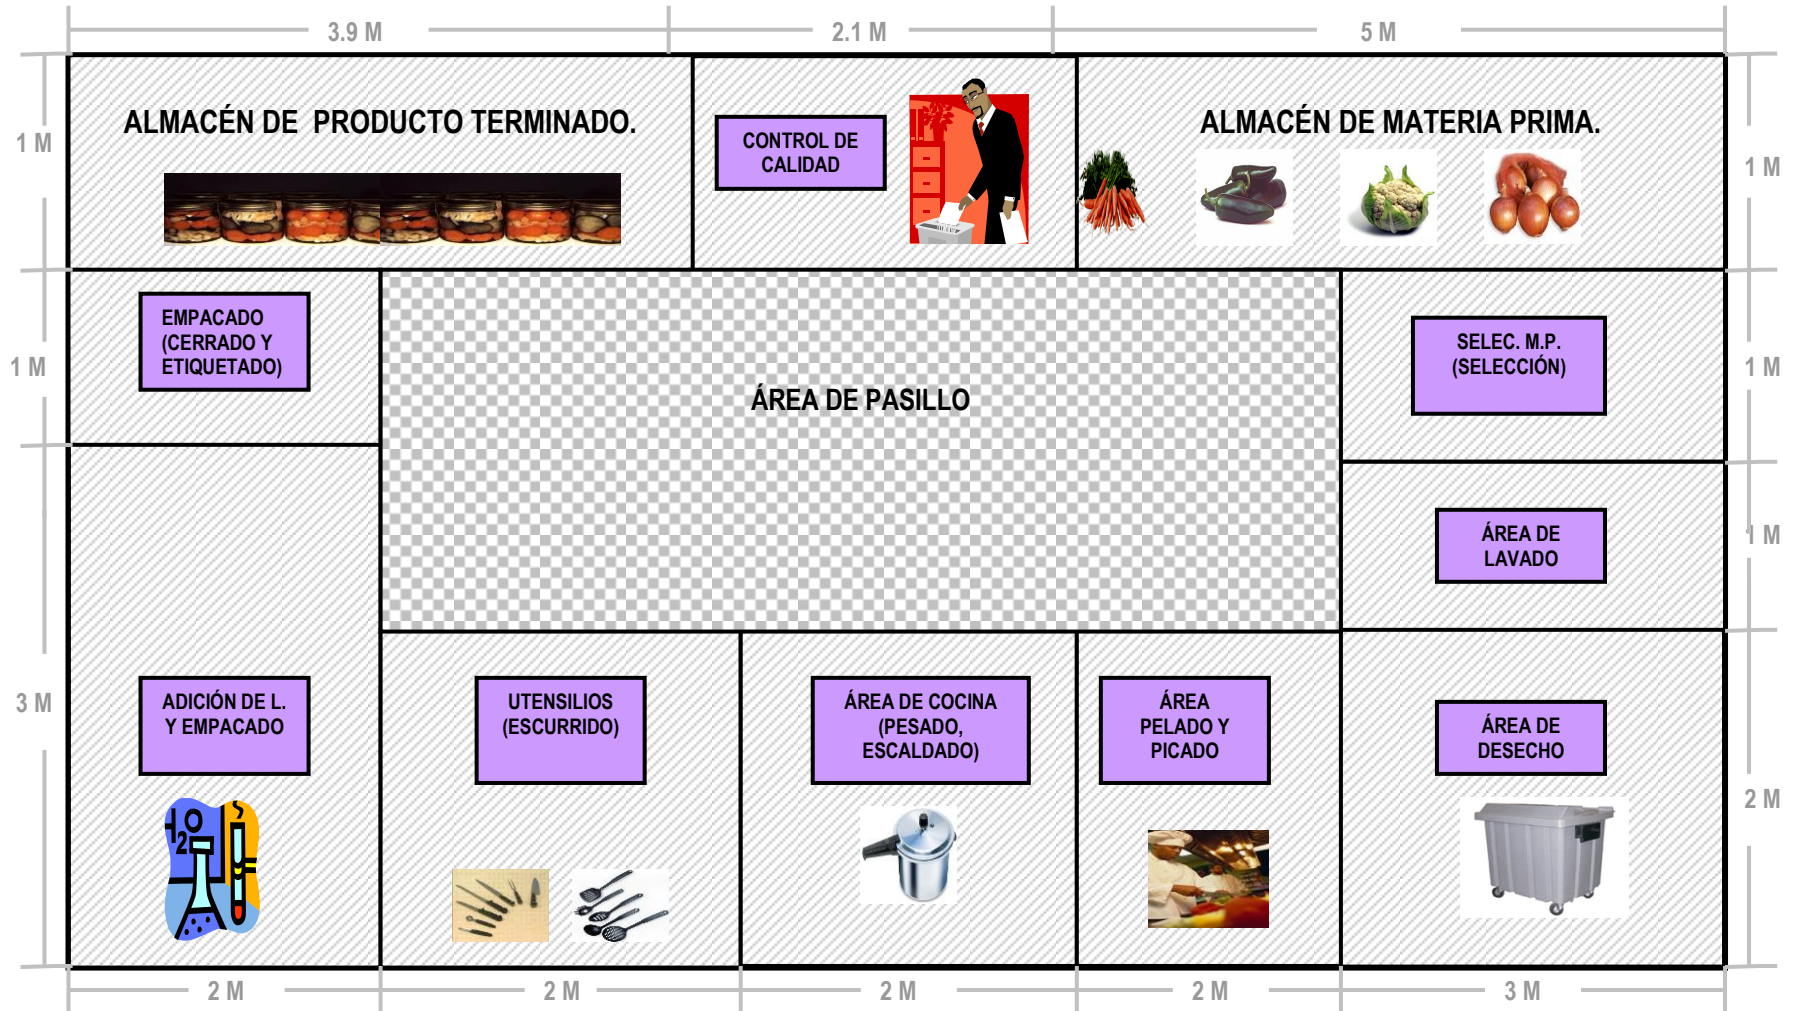 3.9 M
2.1 M
5 M
1 M
ALMACÉN DE PRODUCTO TERMINADO.
CONTROL DE
CALIDAD
ALMACÉN DE MATERIA PRIMA.
1 M
1 M
EMPACADO
(CERRADO Y
ETIQUETADO)
ÁREA DE PASILLO
SELEC. M.P.
(SELECCIÓN)
1 M
ÁREA DE
LAVADO
1 M
3 M
ADICIÓN DE L.
Y EMPACADO
UTENSILIOS
(ESCURRIDO)
ÁREA DE COCINA
(PESADO,
ESCALDADO)
ÁREA
PELADO Y
PICADO
ÁREA DE
DESECHO
2 M
H2O
2 M
2 M
2 M
2 M
3 M